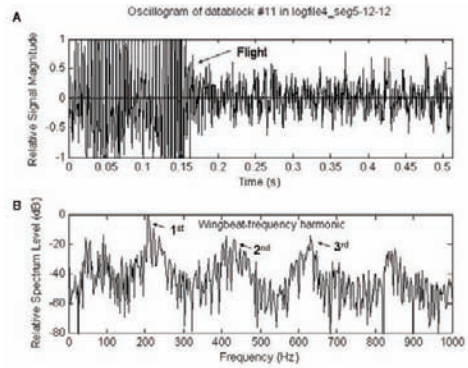 Oscillogram of datablock #11 in logfile4_seg5-12-12
A
Relative Signal Magnitude
1
0.5
0
0.5
-1
Flight
0 0.05 0.1 0.15 0.2 0.25 0.3 0.35 0.4 0.45 0.5
Time (s)
B
Relative Spectrum Level (dB)
0
-20
-40
-60
-80
Wingbeat-frequency harmonic
1st
2nd
3rd
0 100 200 300 400 500 600 700 800 900 1000
Frequency (Hz)